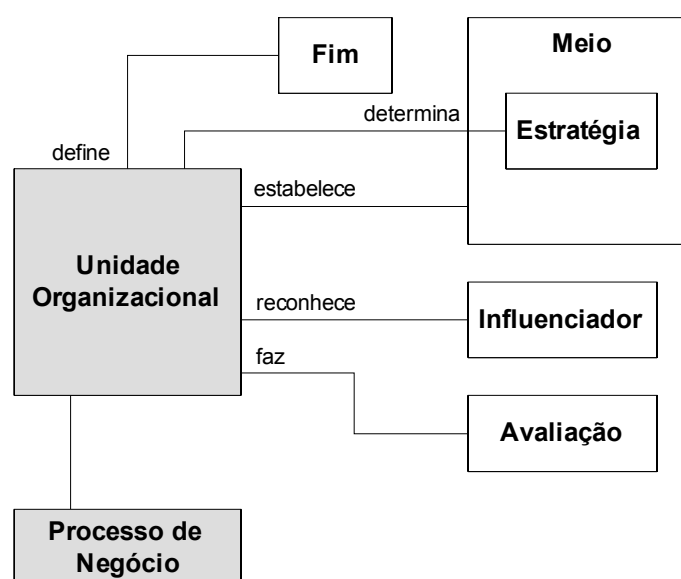 Fim
Meio
determina
Estratégia
define
estabelece
Unidade
Organizacional
reconhece
Influenciador
faz
Avaliação
Processo de
Negócio